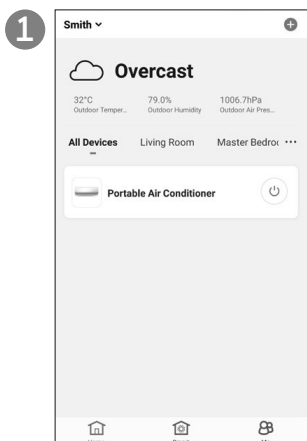 1
Smith
Overcast
32°C 79.0% 1006.7hPa
Outdoor Temper... Outdoor Humidity Outdoor Air Pres...
All Devices Living Room Master Bedroo ...
Portable Air Conditioner